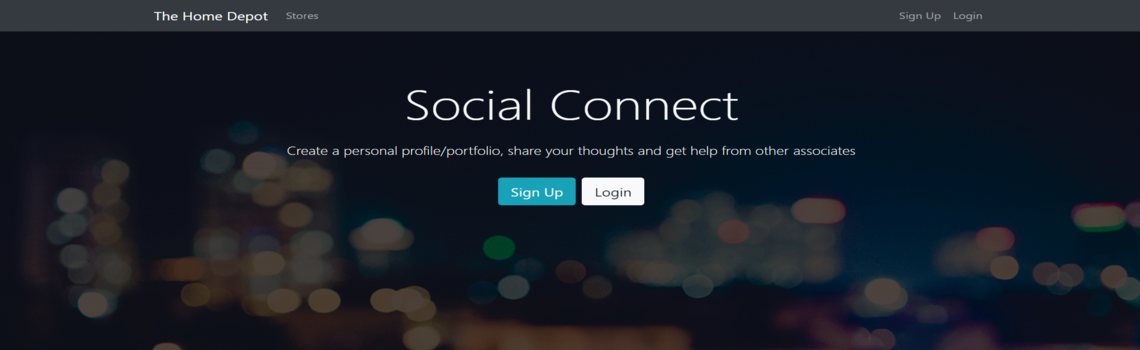 The Home Depot Stores Sign Up Login
Social Connect
Create a personal profile/portfolio, share your thoughts and get help from other associates
Sign Up Login